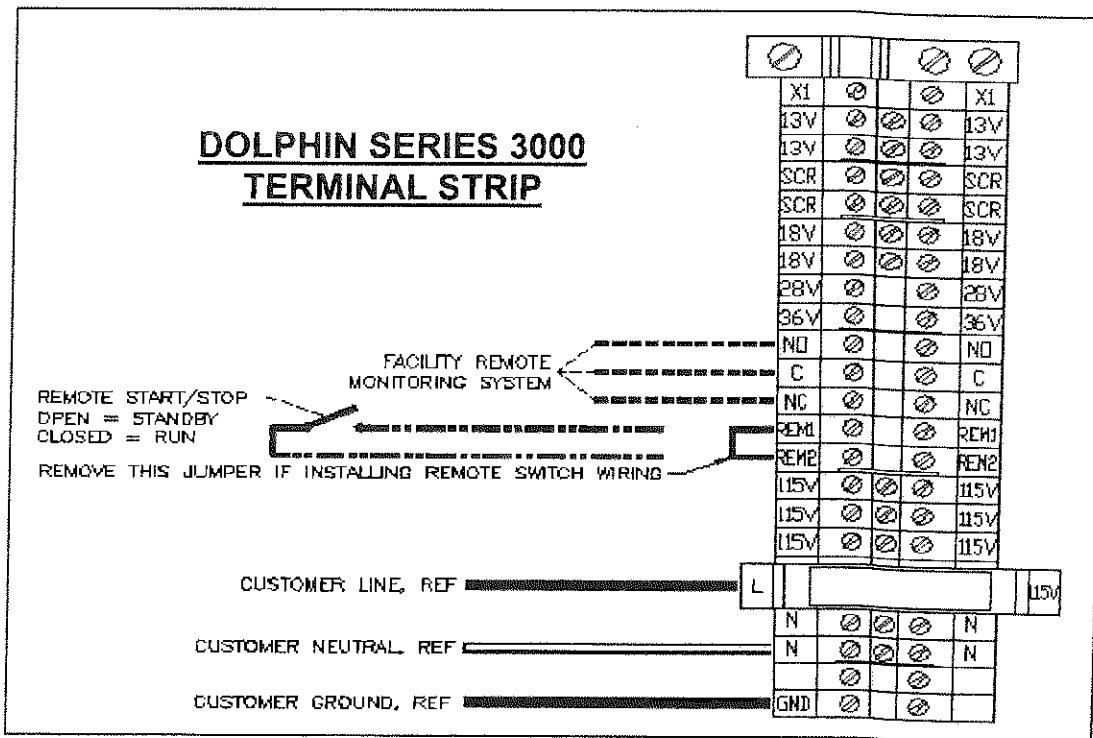 DOLPHIN SERIES 3000
TERMINAL STRIP
X1 X1
13V 13V
13V 13V
SCR SCR
SCR SCR
18V 18V
18V 18V
28V 28V
36V 36V
NO NO
C C
NC NC
REM1 REM1
REM2 REM2
115V 115V
115V 115V
115V 115V
FACILITY REMOTE
MONITORING SYSTEM
REMOTE START/STOP
OPEN = STANDBY
CLOSED = RUN
REMOVE THIS JUMPER IF INSTALLING REMOTE SWITCH WIRING
CUSTOMER LINE, REF L 115V
N N
CUSTOMER NEUTRAL, REF N N
CUSTOMER GROUND, REF GND